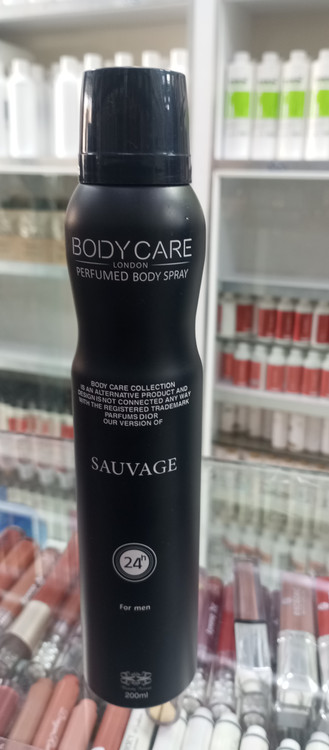 BODY CARE
LONDON
PERFUMED BODY SPRAY
BODY CARE COLLECTION
IS AN ALTERNATIVE PRODUCT AND
DESIGN IS NOT CONNECTED ANY WAY
WITH THE REGISTERED TRADEMARK
PARFUMS DIOR
OUR VERSION OF
SAUVAGE
24h
For men
200ml